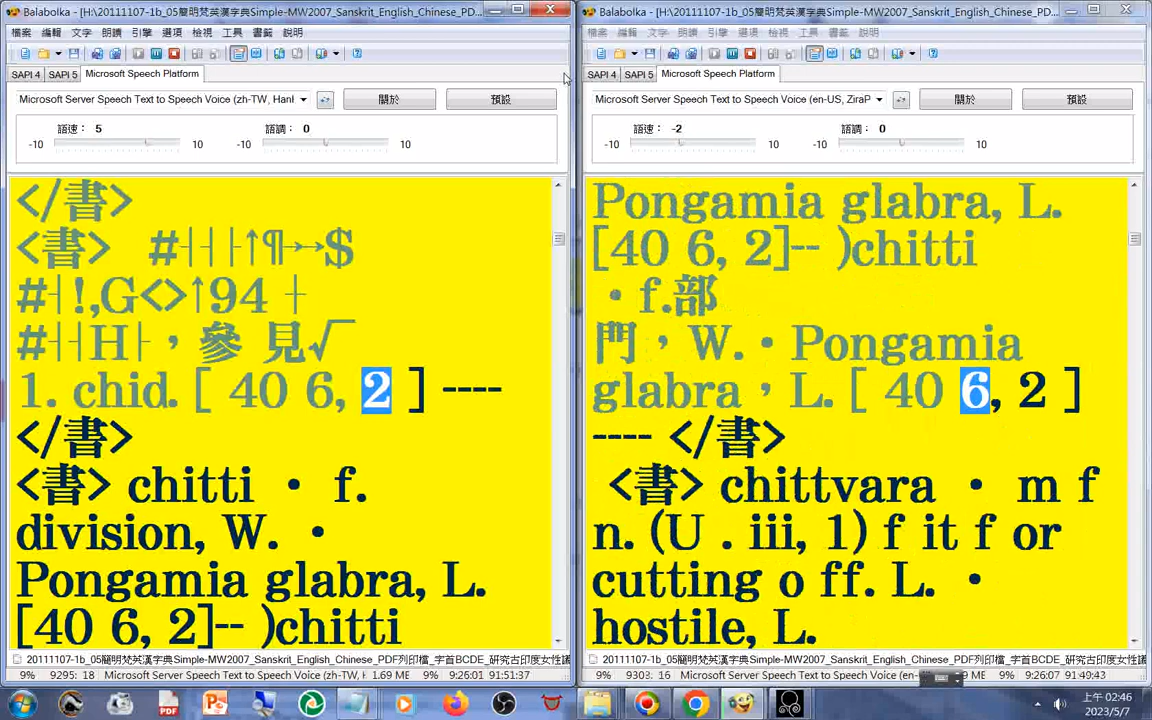 Balabolka - [H:\20111107-1b_05簡明梵英漢字典Simple-MW2007_Sanskrit_English_Chinese_PD...
檔案 編輯 文字 朗讀 引擎 選項 檢視 工具 書籤 說明
SAPI 4 SAPI 5 Microsoft Speech Platform
Microsoft Server Speech Text to Speech Voice (zh-TW, Hanl 關於 預設
語速： 5 語調： 0
-10 10 -10 10
</書>
<書> #┤┤├↑¶→→$
#┤!,G<>↑94 ┼
#┤┤H├，參 見√
1. chid. [ 40 6, 2 ] ----
</書>
<書> chitti • f.
division, W. •
Pongamia glabra, L.
[40 6, 2]-- )chitti
20111107-1b_05簡明梵英漢字典Simple-MW2007_Sanskrit_English_Chinese_PDF列印檔_字首BCDE_研究古印度女性議
9% 9295: 18 Microsoft Server Speech Text to Speech Voice (zh-TW, H 1.69 ME 9:26:01 91:51:37
Balabolka - [H:\20111107-1b_05簡明梵英漢字典Simple-MW2007_Sanskrit_English_Chinese_PD...
檔案 編輯 文字 朗讀 引擎 選項 檢視 工具 書籤 說明
SAPI 4 SAPI 5 Microsoft Speech Platform
Microsoft Server Speech Text to Speech Voice (en-US, ZiraP 關於 預設
語速： -2 語調： 0
-10 10 -10 10
Pongamia glabra, L.
[40 6, 2]-- )chitti
• f.部
門，W.• Pongamia
glabra，L. [ 40 6, 2 ]
---- </書>
<書> chittvara • m f
n. (U . iii, 1) f it f or
cutting o ff. L. •
hostile, L.
20111107-1b_05簡明梵英漢字典Simple-MW2007_Sanskrit_English_Chinese_PDF列印檔_字首BCDE_研究古印度女性議
9% 9303: 16 Microsoft Server Speech Text to Speech Voice (en-US ME 9:26:07 91:49:43
PDF
上午 02:46
2023/5/7